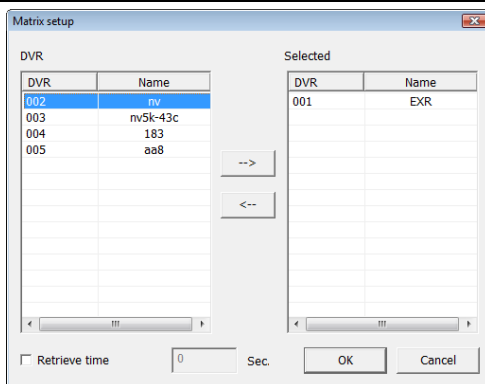 Matrix setup
DVR Selected
DVR Name DVR Name
002 nv 001 EXR
003 nv5k-43c
004 183
005 aa8
-->
<--
Retrieve time 0 Sec. OK Cancel